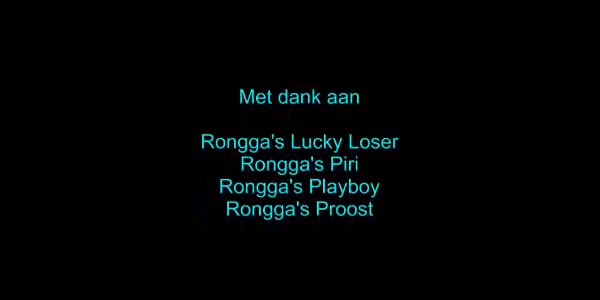 Met dank aan
Rongga's Lucky Loser
Rongga's Piri
Rongga's Playboy
Rongga's Proost